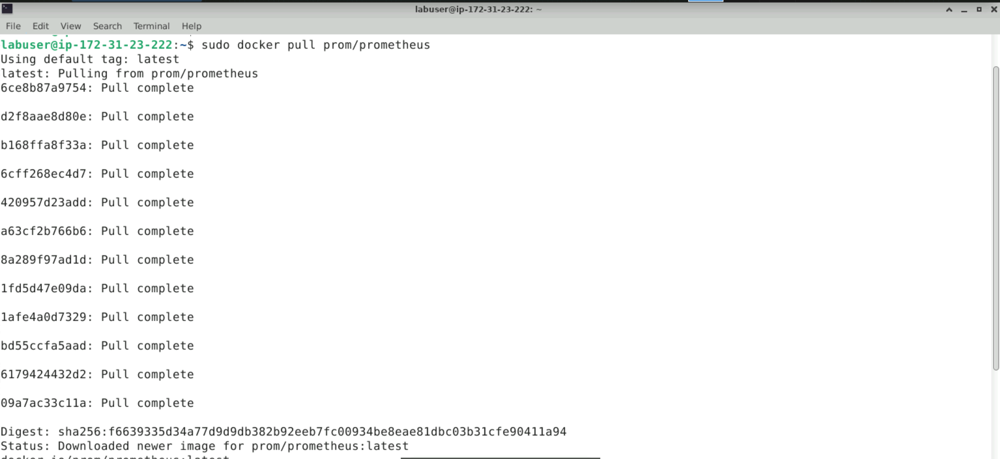 labuser@ip-172-31-23-222: ~
File Edit View Search Terminal Help
labuser@ip-172-31-23-222:~$ sudo docker pull prom/prometheus
Using default tag: latest
latest: Pulling from prom/prometheus
6ce8b87a9754: Pull complete
d2f8aae8d80e: Pull complete
b168ffa8f33a: Pull complete
6cff268ec4d7: Pull complete
420957d23add: Pull complete
a63cf2b766b6: Pull complete
8a289f97ad1d: Pull complete
1fd5d47e09da: Pull complete
1afe4a0d7329: Pull complete
bd55ccfa5aad: Pull complete
6179424432d2: Pull complete
09a7ac33c11a: Pull complete
Digest: sha256:f6639335d34a77d9d9db382b92eeb7fc00934be8eae81dbc03b31cfe90411a94
Status: Downloaded newer image for prom/prometheus:latest
docker.io/prom/prometheus:latest